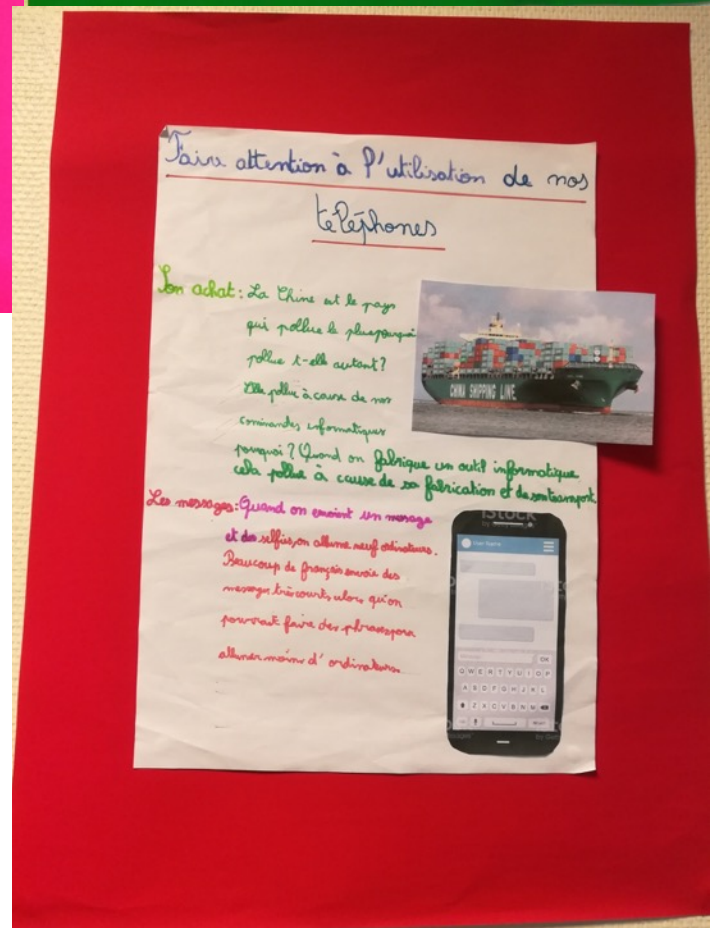 Faire attention à l'utilisation de nos
téléphones
Son achat: La Chine est le pays
qui pollue le plus pourquoi
pollue t-elle autant?
Elle pollue à cause de nos
commandes informatiques
pourquoi? Quand on fabrique un outil informatique
cela pollue à cause de sa fabrication et de son transport
CHINA SHIPPING LINE
Les messages: Quand on envoint un message
et des selfies, on allume neuf ordinateurs.
Beaucoup de français envoie des
messages très courts alors qu'on
pourrait faire des phrases pour
allumer moins d'ordinateurs.
iStock
OK
Q W E R T Y U I O P
A S D F G H J K L
Z X C V B N M